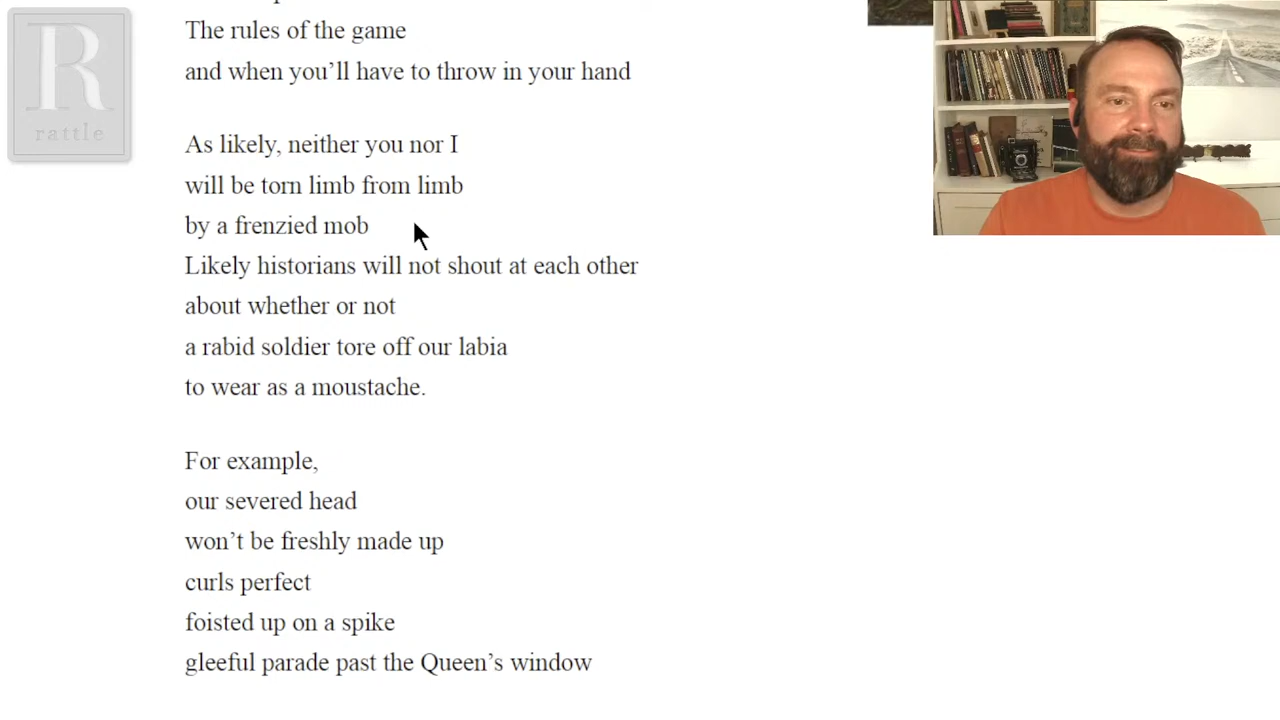 R
rattle
The rules of the game
and when you’ll have to throw in your hand
As likely, neither you nor I
will be torn limb from limb
by a frenzied mob
Likely historians will not shout at each other
about whether or not
a rabid soldier tore off our labia
to wear as a moustache.
For example,
our severed head
won’t be freshly made up
curls perfect
foisted up on a spike
gleeful parade past the Queen’s window